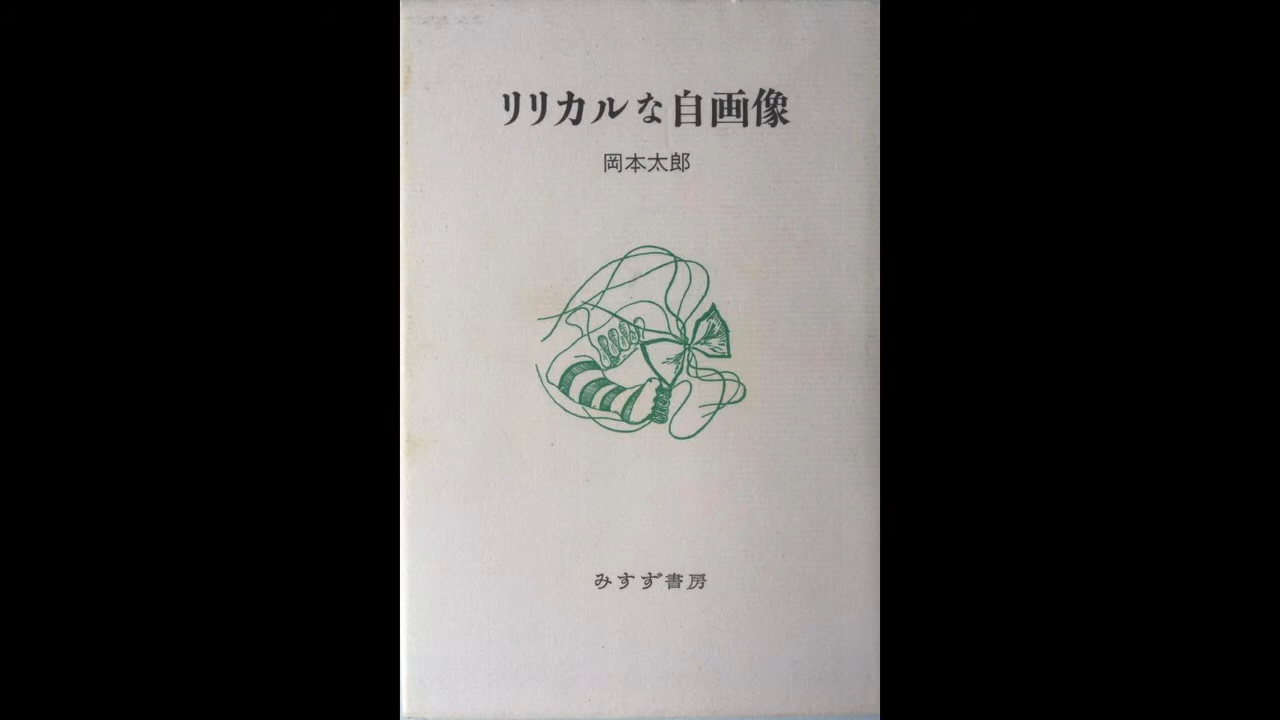 リリカルな自画像
岡本太郎
みすず書房